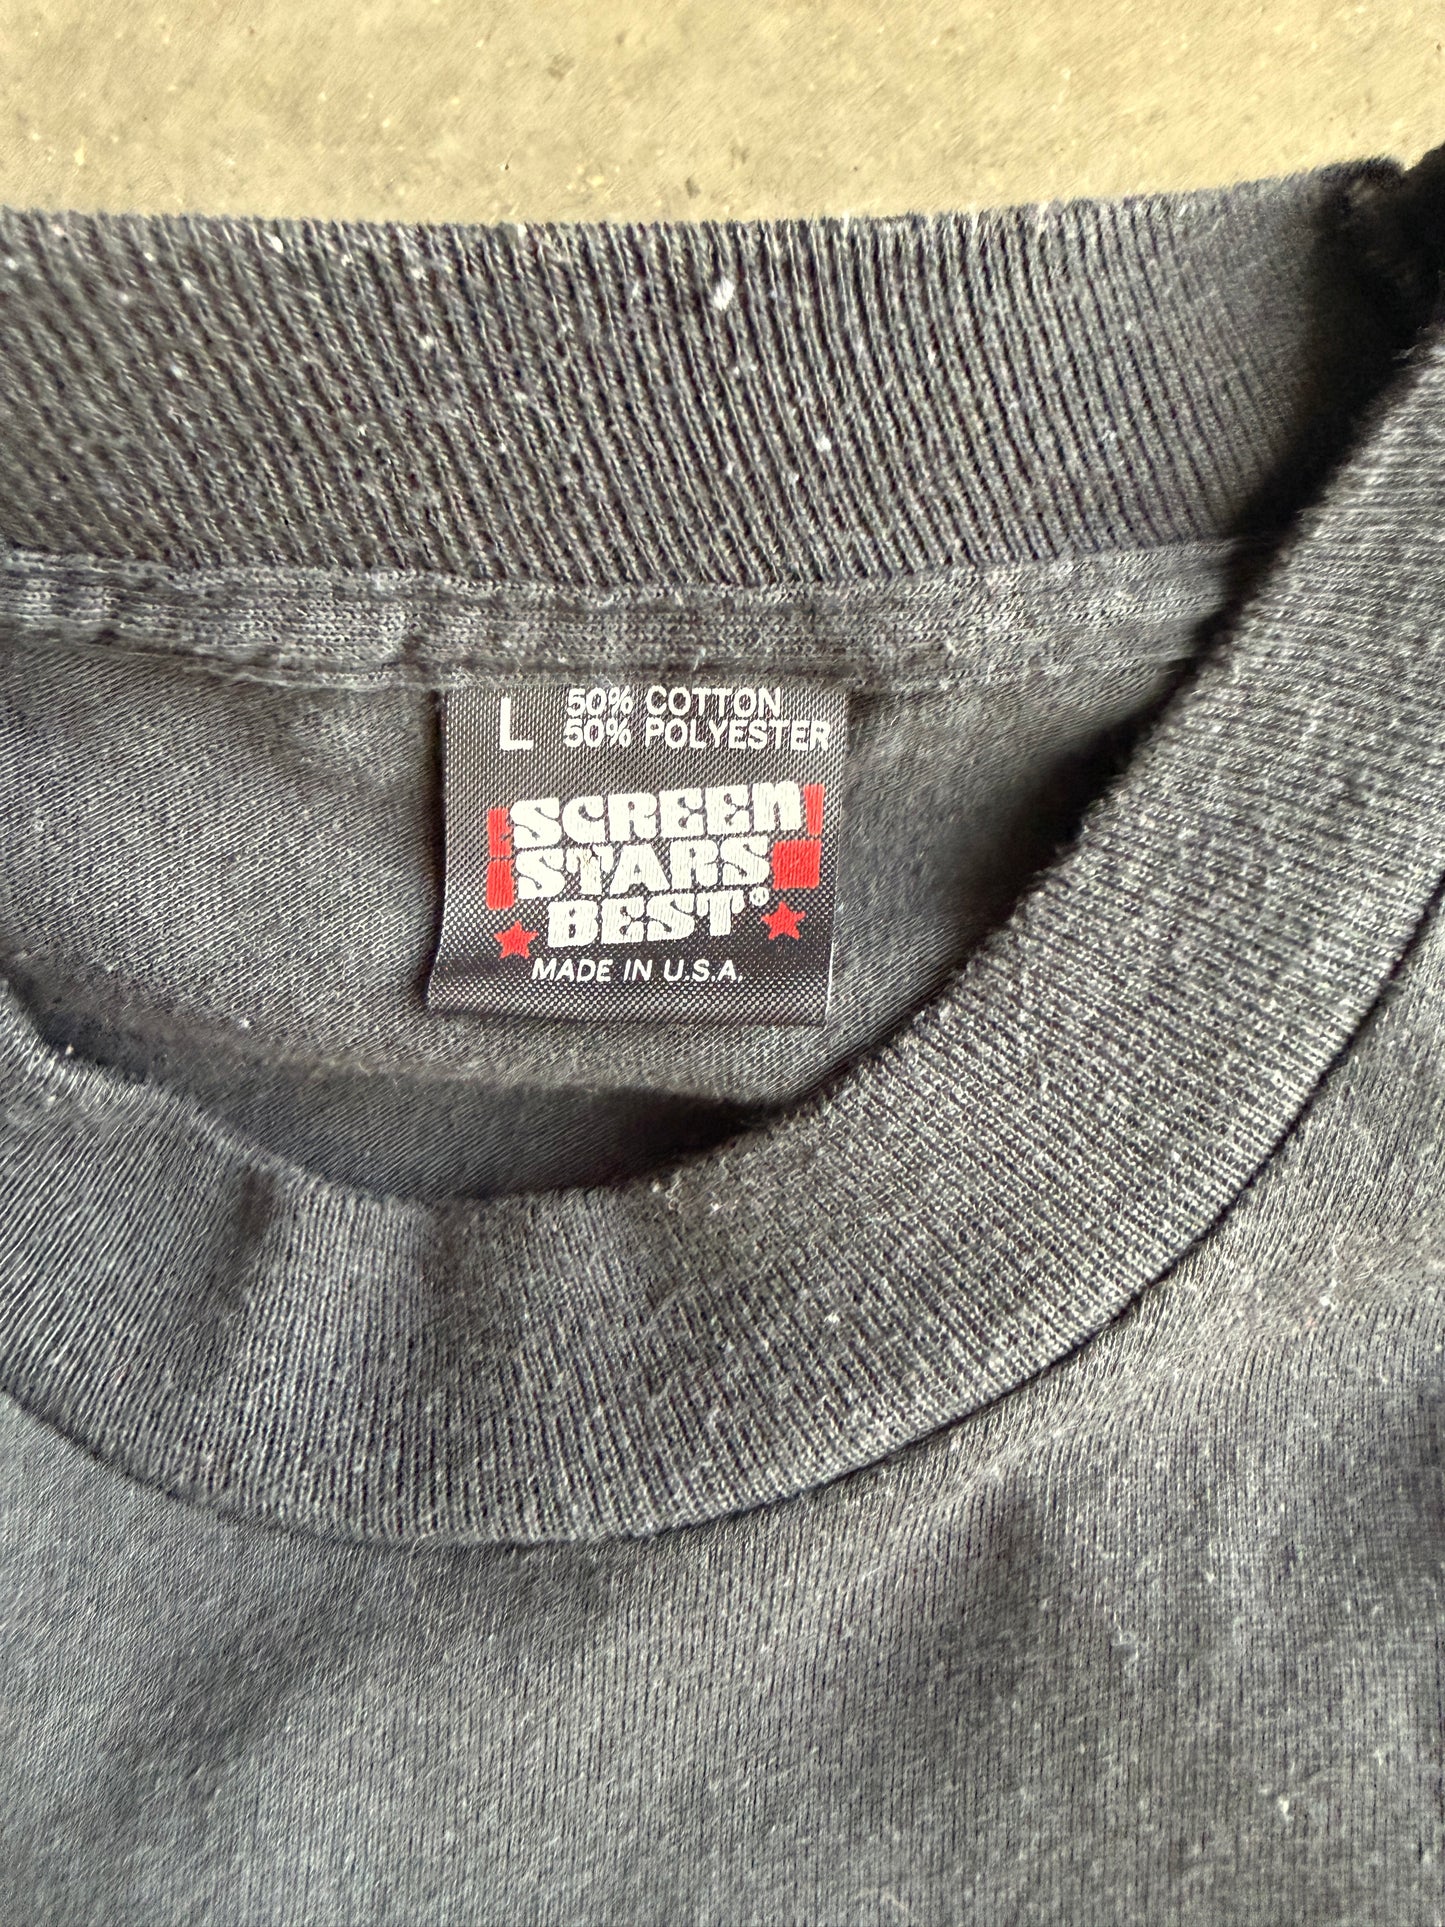 L 50% COTTON
50% POLYESTER
SCREEN
STARS
BEST®
MADE IN U.S.A.